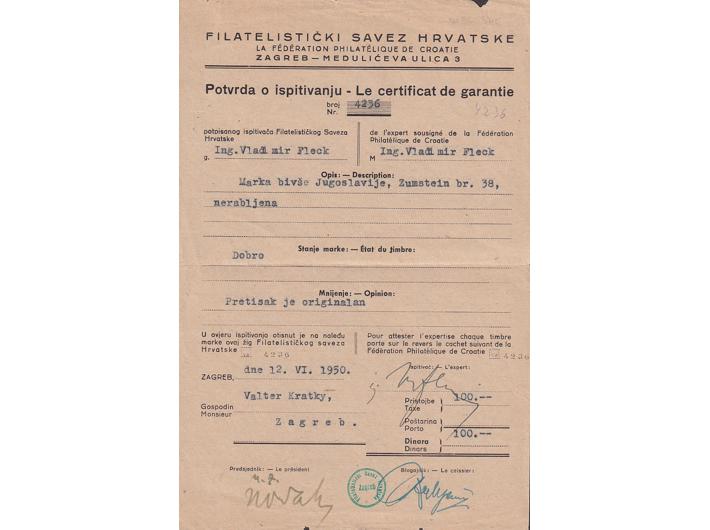 FILATELISTIČKI SAVEZ HRVATSKE
LA FÉDÉRATION PHILATÉLIQUE DE CROATIE
ZAGREB — MEDULIĆEVA ULICA 3
Potvrda o ispitivanju - Le certificat de garantie
broj
Nr. 4236
4236
potpisanog ispitivača Filatelističkog Saveza
Hrvatske
g. Ing.Vladimir Fleck
de l'expert sousigné de la Fédération
Philatélique de Croatie
M Ing.Vladimir Fleck
Opis: — Description:
Marka bivše Jugoslavije, Zumstein br. 38,
nerabljena
Stanje marke: — État du timbre:
Dobro
Mnijenje: — Opinion:
Pretisak je originalan
U ovjeru ispitivanja otisnut je na naleđu
marke ovaj žig Filatelističkog saveza
Hrvatske 4236
Pour attester l'expertise chaque timbre
porte sur le revers le cachet suivant de la
Fédération Philatélique de Croatie 4236
ZAGREB, dne 12. VI. 1950.
Gospodin
Monsieur
Valter Kratky,
Zagreb.
Ispitivač: — L'expert:
Pristojbe
Taxe 100.--
Poštarina
Porto
Dinara
Dinars 100.--
Predsjednik: — Le président
Novak
Blagajnik: — Le caissier:
ZAGREB